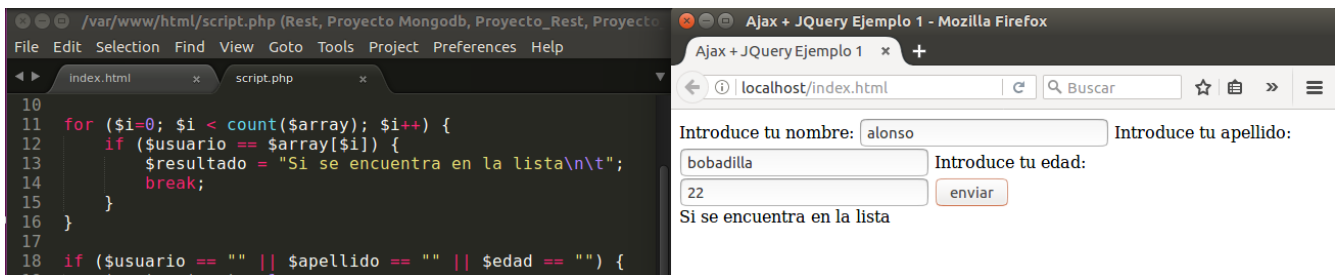 /var/www/html/script.php (Rest, Proyecto Mongodb, Proyecto_Rest, Proyecto
File Edit Selection Find View Goto Tools Project Preferences Help
index.html × script.php ×
10
11 for ($i=0; $i < count($array); $i++) {
12 if ($usuario == $array[$i]) {
13 $resultado = "Si se encuentra en la lista\n\t";
14 break;
15 }
16 }
17
18 if ($usuario == "" || $apellido == "" || $edad == "") {
Ajax + JQuery Ejemplo 1 - Mozilla Firefox
Ajax + JQuery Ejemplo 1 × +
localhost/index.html Buscar »
Introduce tu nombre: alonso Introduce tu apellido:
bobadilla Introduce tu edad:
22 enviar
Si se encuentra en la lista